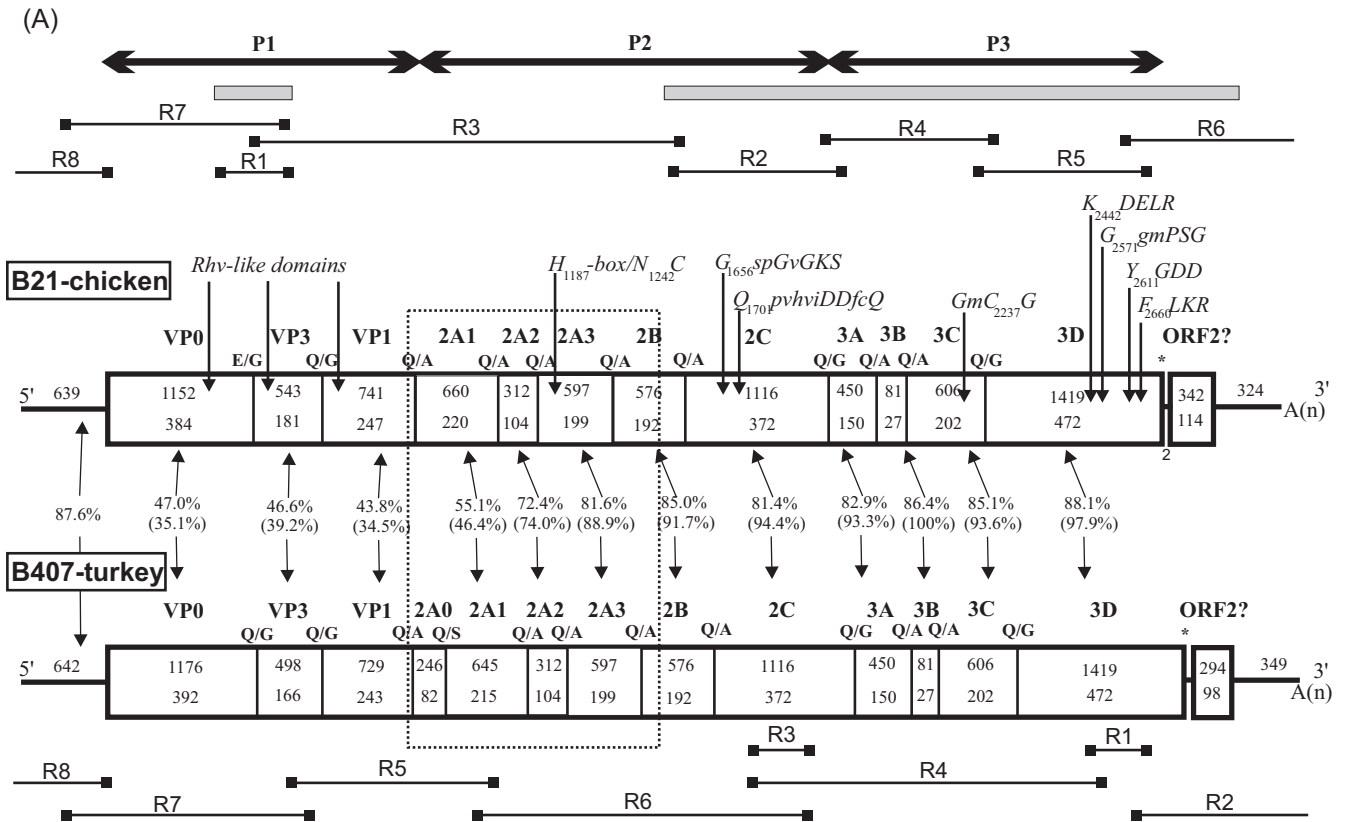 (A)
P1 P2 P3
R7 R3 R4 R6
R8 R1 R2 R5
K2442DELR
G2571gmPSG
B21-chicken
Rhv-like domains H1187-box/N1242C G1656spGvGKS Y2611GDD
Q1701pvhviDDfcQ GmC2237G E2660LKR
VP0 VP3 VP1 2A1 2A2 2A3 2B 2C 3A 3B 3C 3D ORF2?
E/G Q/G Q/A Q/A Q/A Q/A Q/A Q/G Q/A Q/A Q/G *
5' 639 1152 543 741 660 312 597 576 1116 450 81 606 1419 342 324 3'
384 181 247 220 104 199 192 372 150 27 202 472 114 A(n)
2
87.6% 47.0% 46.6% 43.8% 55.1% 72.4% 81.6% 85.0% 81.4% 82.9% 86.4% 85.1% 88.1%
(35.1%) (39.2%) (34.5%) (46.4%) (74.0%) (88.9%) (91.7%) (94.4%) (93.3%) (100%) (93.6%) (97.9%)
B407-turkey
VP0 VP3 VP1 2A0 2A1 2A2 2A3 2B 2C 3A 3B 3C 3D ORF2?
Q/G Q/G Q/A Q/S Q/A Q/A Q/A Q/A Q/G Q/A Q/A Q/G *
5' 642 1176 498 729 246 645 312 597 576 1116 450 81 606 1419 294 349 3'
392 166 243 82 215 104 199 192 372 150 27 202 472 98 A(n)
R3 R1
R8 R5 R4
R7 R6 R2